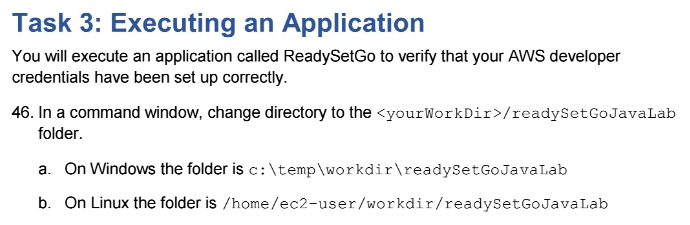 Task 3: Executing an Application
You will execute an application called ReadySetGo to verify that your AWS developer
credentials have been set up correctly.
46. In a command window, change directory to the <yourWorkDir>/readySetGoJavaLab
folder.
a. On Windows the folder is c:\temp\workdir\readySetGoJavaLab
b. On Linux the folder is /home/ec2-user/workdir/readySetGoJavaLab